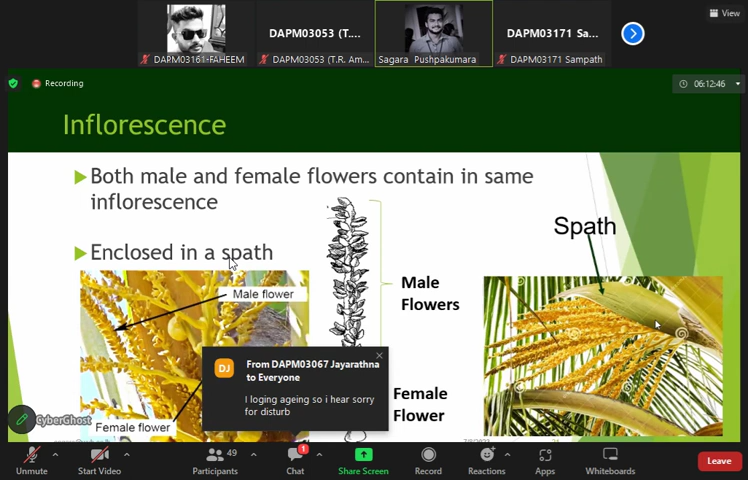 View
DAPM03053 (T....
DAPM03171 Sa...
DAPM03161-FAHEEM
DAPM03053 (T.R. Am...
Sagara Pushpakumara
DAPM03171 Sampath
Recording
06:12:46
Inflorescence
Both male and female flowers contain in same
inflorescence
Enclosed in a spath
Spath
Male flower
Male
Flowers
From DAPM03067 Jayarathna
to Everyone
DJ
I loging ageing so i hear sorry
for disturb
Female
Flower
CyberGhost
Female flower
49
1
Unmute
Start Video
Participants
Chat
Share Screen
Record
Reactions
Apps
Whiteboards
Leave